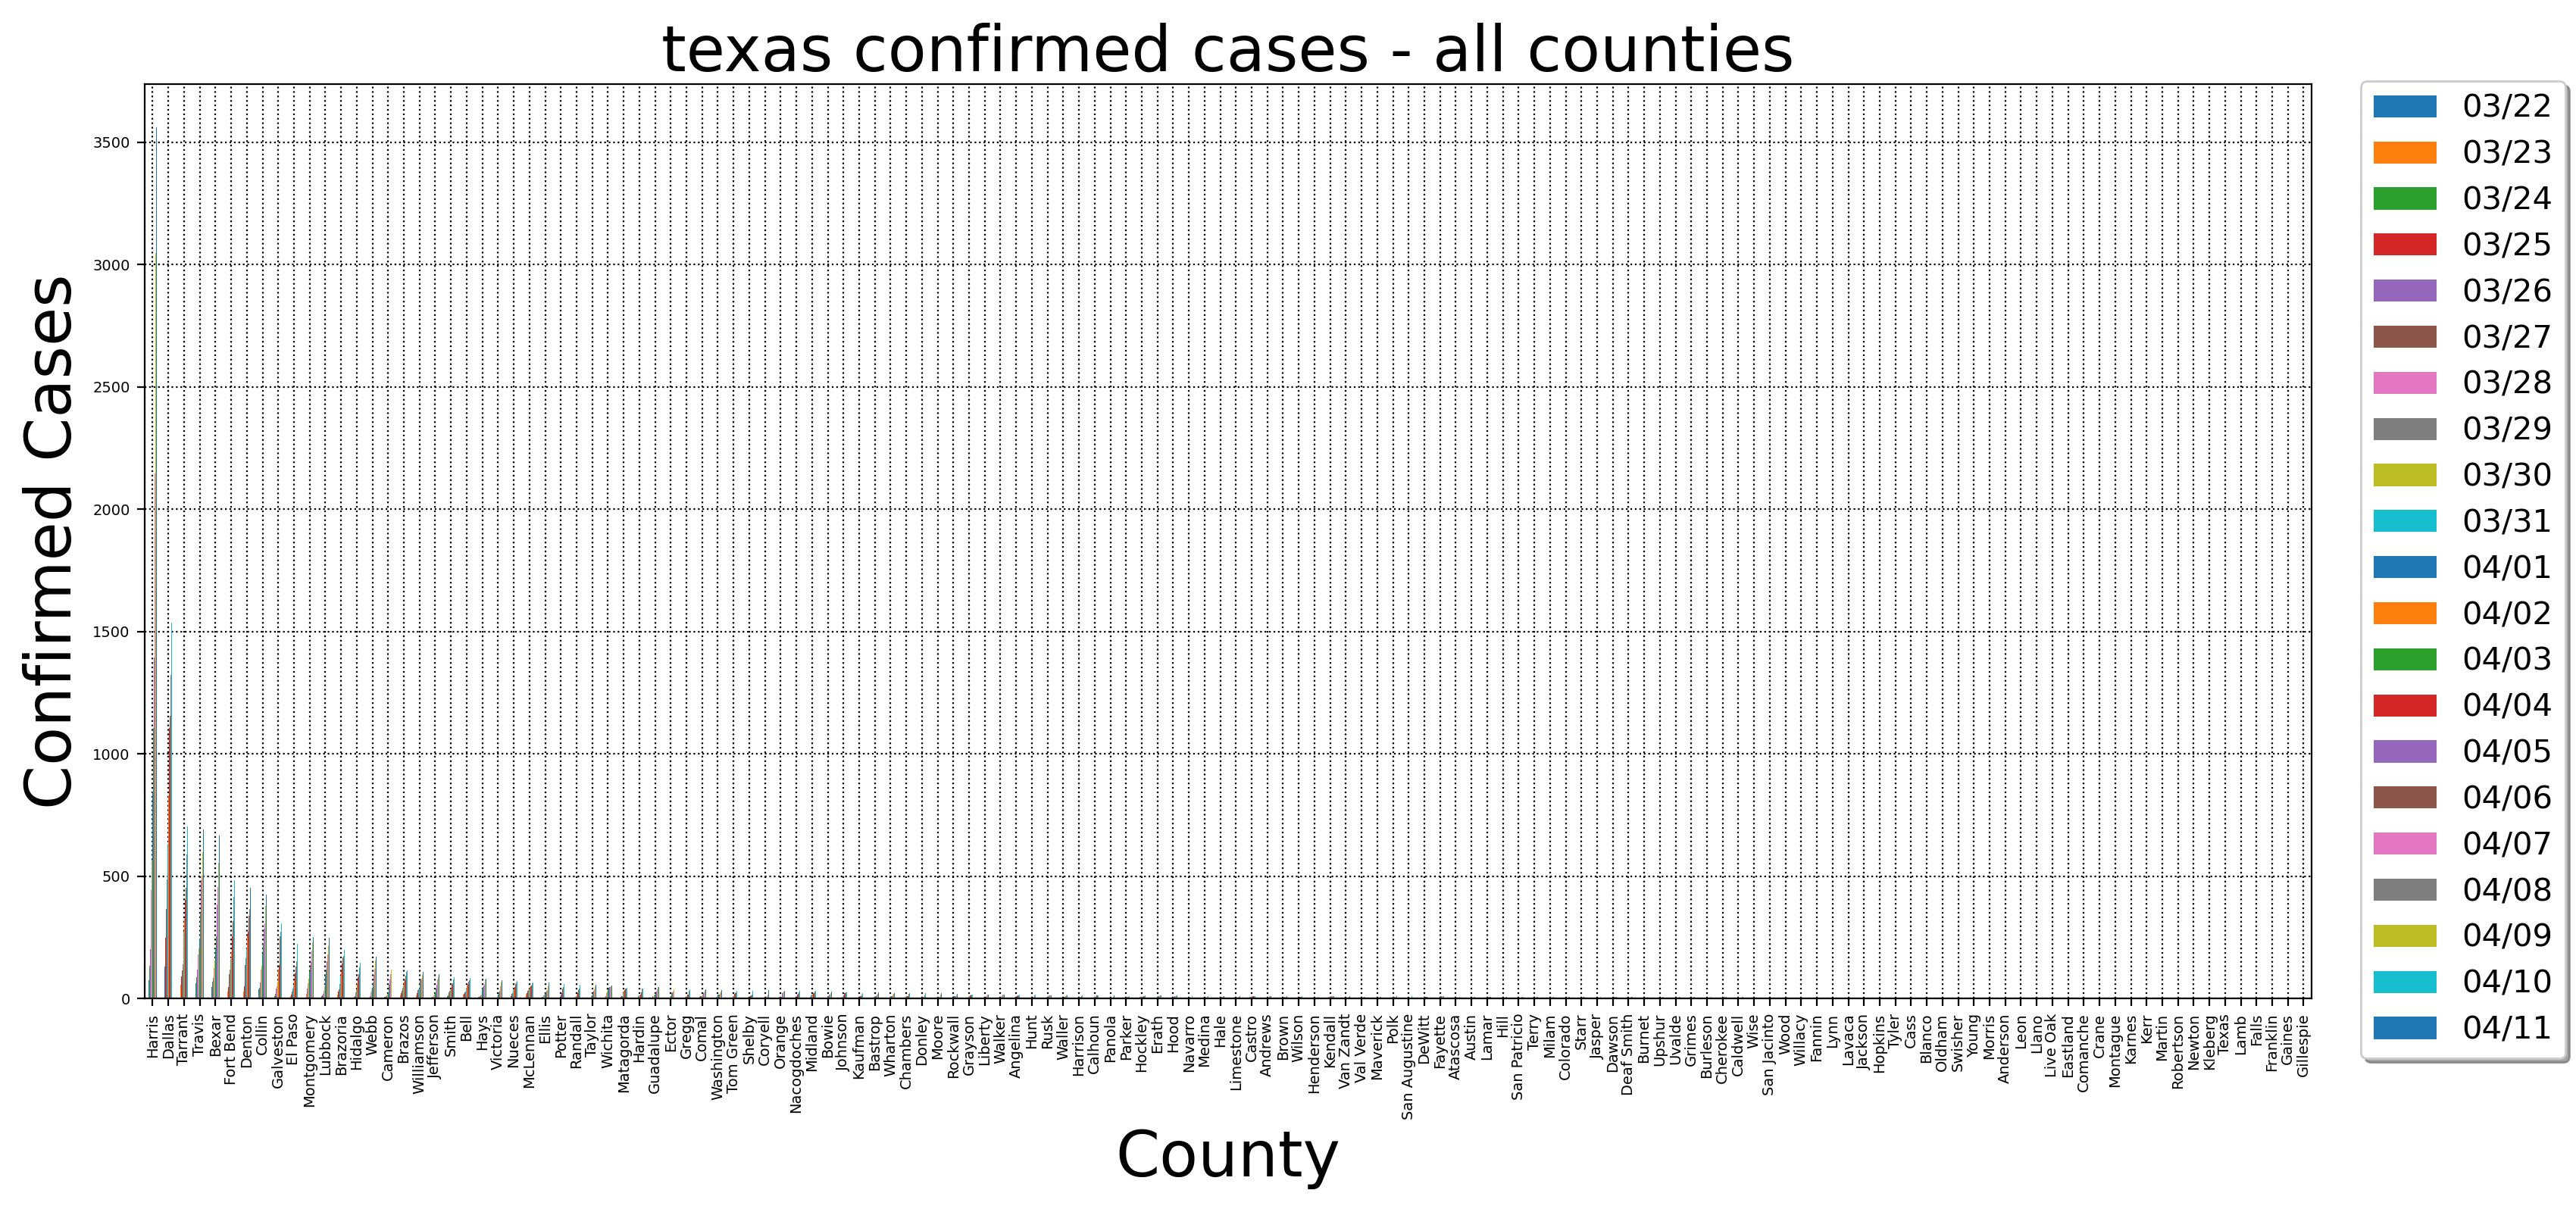 texas confirmed cases - all counties
Confirmed Cases
3500
3000
2500
2000
1500
1000
500
0
Harris
Dallas
Tarrant
Travis
Bexar
Fort Bend
Denton
Collin
Galveston
El Paso
Montgomery
Lubbock
Brazoria
Hidalgo
Webb
Cameron
Brazos
Williamson
Jefferson
Smith
Bell
Hays
Victoria
Nueces
McLennan
Ellis
Potter
Randall
Taylor
Wichita
Matagorda
Hardin
Guadalupe
Ector
Gregg
Comal
Washington
Tom Green
Shelby
Coryell
Orange
Nacogdoches
Midland
Bowie
Johnson
Kaufman
Bastrop
Wharton
Chambers
Donley
Moore
Rockwall
Grayson
Liberty
Walker
Angelina
Hunt
Rusk
Waller
Harrison
Calhoun
Panola
Parker
Hockley
Erath
Hood
Navarro
Medina
Hale
Limestone
Castro
Andrews
Brown
Wilson
Henderson
Kendall
Van Zandt
Val Verde
Maverick
Polk
San Augustine
DeWitt
Fayette
Atascosa
Austin
Lamar
Hill
San Patricio
Terry
Milam
Colorado
Starr
Jasper
Dawson
Deaf Smith
Burnet
Upshur
Uvalde
Grimes
Burleson
Cherokee
Caldwell
Wise
San Jacinto
Wood
Willacy
Fannin
Lynn
Lavaca
Jackson
Hopkins
Tyler
Cass
Blanco
Oldham
Swisher
Young
Morris
Anderson
Leon
Llano
Live Oak
Eastland
Comanche
Crane
Montague
Karnes
Kerr
Martin
Robertson
Newton
Kleberg
Texas
Lamb
Falls
Franklin
Gaines
Gillespie
County
03/22
03/23
03/24
03/25
03/26
03/27
03/28
03/29
03/30
03/31
04/01
04/02
04/03
04/04
04/05
04/06
04/07
04/08
04/09
04/10
04/11